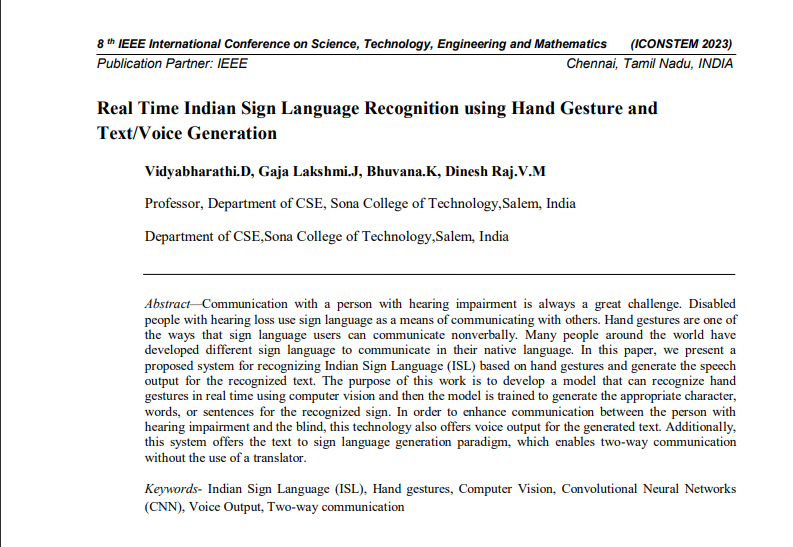 8 th IEEE International Conference on Science, Technology, Engineering and Mathematics (ICONSTEM 2023)
Publication Partner: IEEE Chennai, Tamil Nadu, INDIA
Real Time Indian Sign Language Recognition using Hand Gesture and
Text/Voice Generation
Vidyabharathi.D, Gaja Lakshmi.J, Bhuvana.K, Dinesh Raj.V.M
Professor, Department of CSE, Sona College of Technology,Salem, India
Department of CSE,Sona College of Technology,Salem, India
Abstract—Communication with a person with hearing impairment is always a great challenge. Disabled
people with hearing loss use sign language as a means of communicating with others. Hand gestures are one of
the ways that sign language users can communicate nonverbally. Many people around the world have
developed different sign language to communicate in their native language. In this paper, we present a
proposed system for recognizing Indian Sign Language (ISL) based on hand gestures and generate the speech
output for the recognized text. The purpose of this work is to develop a model that can recognize hand
gestures in real time using computer vision and then the model is trained to generate the appropriate character,
words, or sentences for the recognized sign. In order to enhance communication between the person with
hearing impairment and the blind, this technology also offers voice output for the generated text. Additionally,
this system offers the text to sign language generation paradigm, which enables two-way communication
without the use of a translator.
Keywords- Indian Sign Language (ISL), Hand gestures, Computer Vision, Convolutional Neural Networks
(CNN), Voice Output, Two-way communication